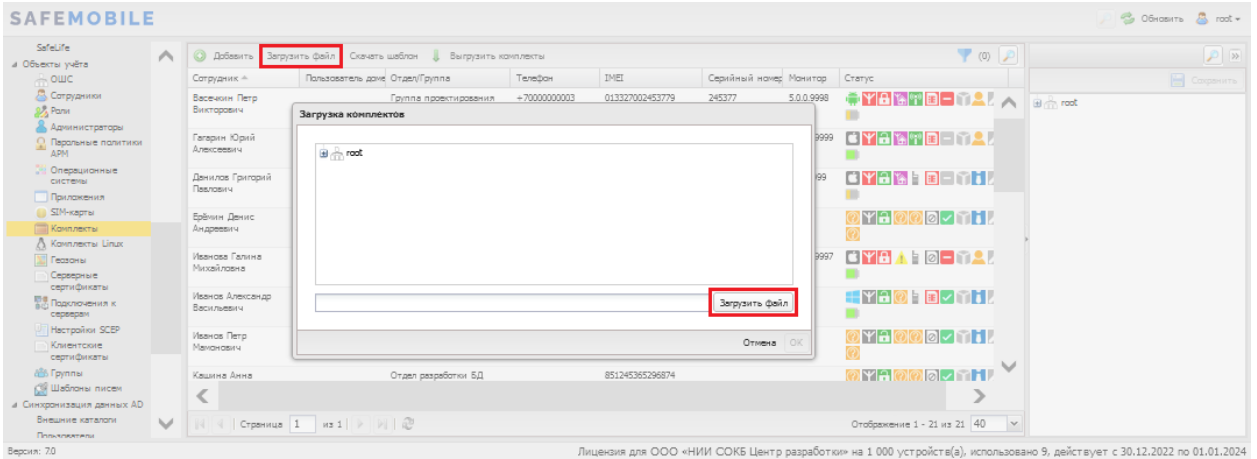 SAFEMOBILE
Обновить root
SafeLife
Объекты учёта
ОШС
Сотрудники
Роли
Администраторы
Парольные политики
АРМ
Операционные
системы
Приложения
SIM-карты
Комплекты
Комплекты Linux
Геозоны
Серверные
сертификаты
Подключения к
серверам
Настройки SCEP
Клиентские
сертификаты
Группы
Шаблоны писем
Синхронизация данных AD
Внешние каталоги
Пользователи
Добавить Загрузить файл Скачать шаблон Выгрузить комплекты (0)
Сотрудник Пользователь доме Отдел/Группа Телефон IMEI Серийный номер Монитор Статус
Васечкин Петр
Викторович
Группа проектирования +70000000003 013327002453779 245377 5.0.0.9998
Гагарин Юрий
Алексеевич
9999
Данилов Григорий
Павлович
999
Ерёмин Денис
Андреевич
Иванова Галина
Михайловна
9997
Иванов Александр
Васильевич
Иванов Петр
Мамонович
Кашина Анна Отдел разработки БД 851245365296874
Загрузка комплектов
root
Загрузить файл
Отмена OK
Страница 1 из 1
Отображение 1 - 21 из 21 40
Сохранить
root
Версия: 7.0
Лицензия для ООО «НИИ СОКБ Центр разработки» на 1 000 устройств(а), использовано 9, действует с 30.12.2022 по 01.01.2024